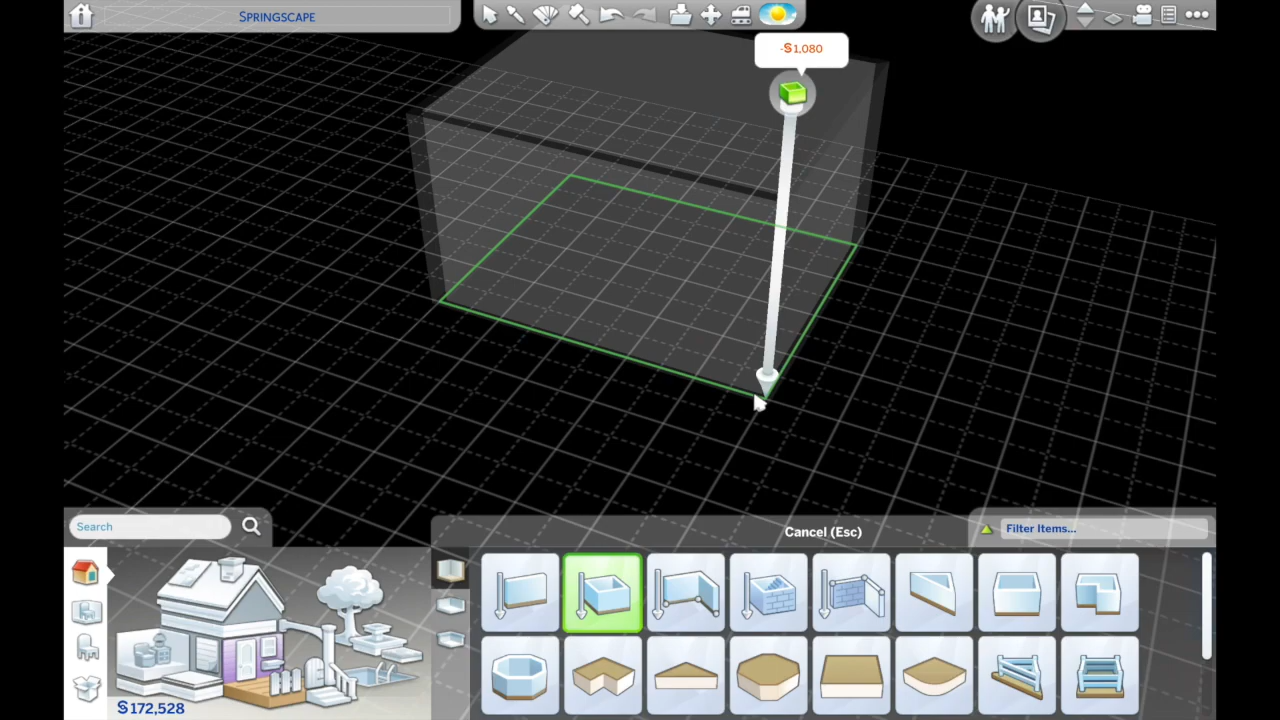 SPRINGSCAPE
-§1,080
Cancel (Esc)
Search
Filter Items...
§172,528